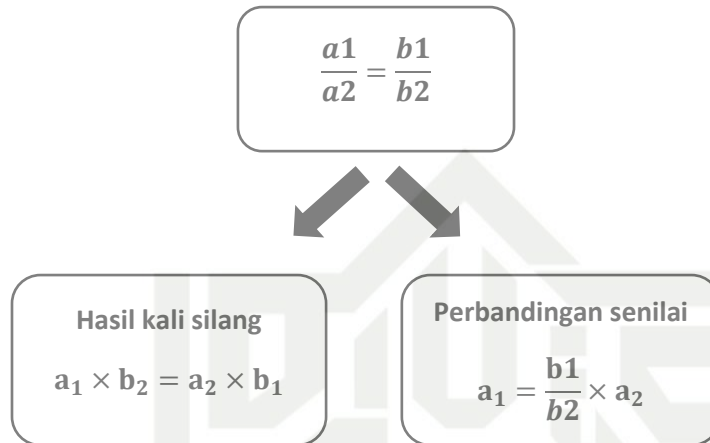 a1/a2 = b1/b2
Hasil kali silang
a₁ × b₂ = a₂ × b₁
Perbandingan senilai
a₁ = b1/b2 × a₂